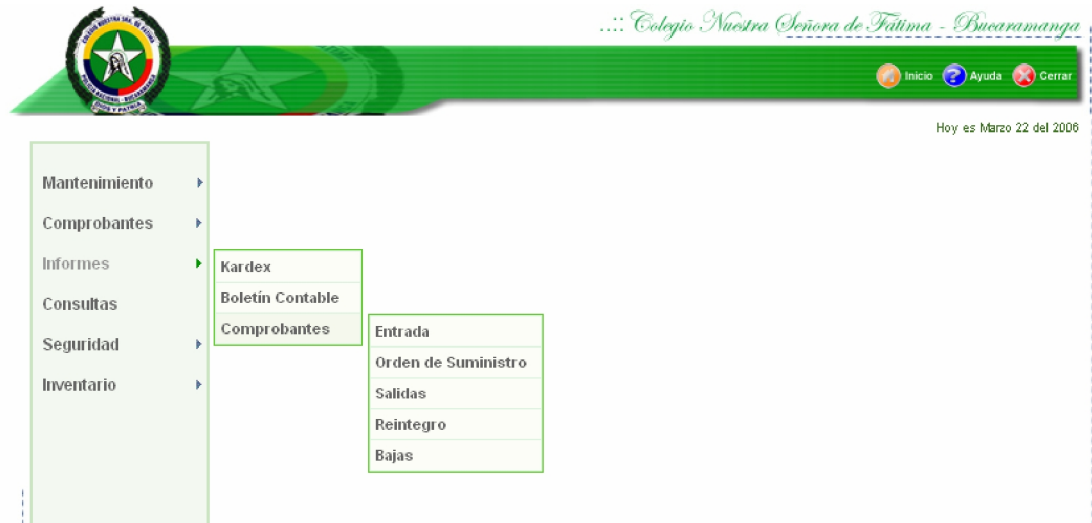 ..:: Colegio Nuestra Señora de Fátima - Bucaramanga
Inicio Ayuda Cerrar
Hoy es Marzo 22 del 2006
Mantenimiento
Comprobantes
Informes
Consultas
Seguridad
Inventario
Kardex
Boletín Contable
Comprobantes
Entrada
Orden de Suministro
Salidas
Reintegro
Bajas